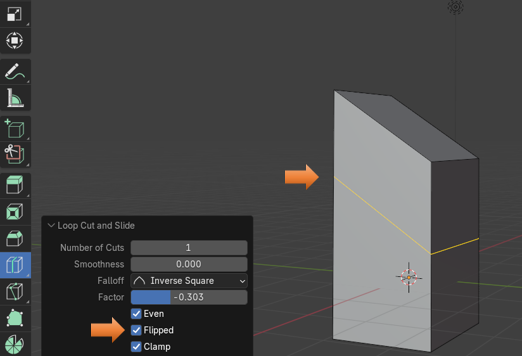 Loop Cut and Slide
Number of Cuts 1
Smoothness 0.000
Falloff Inverse Square
Factor -0.303
Even
Flipped
Clamp